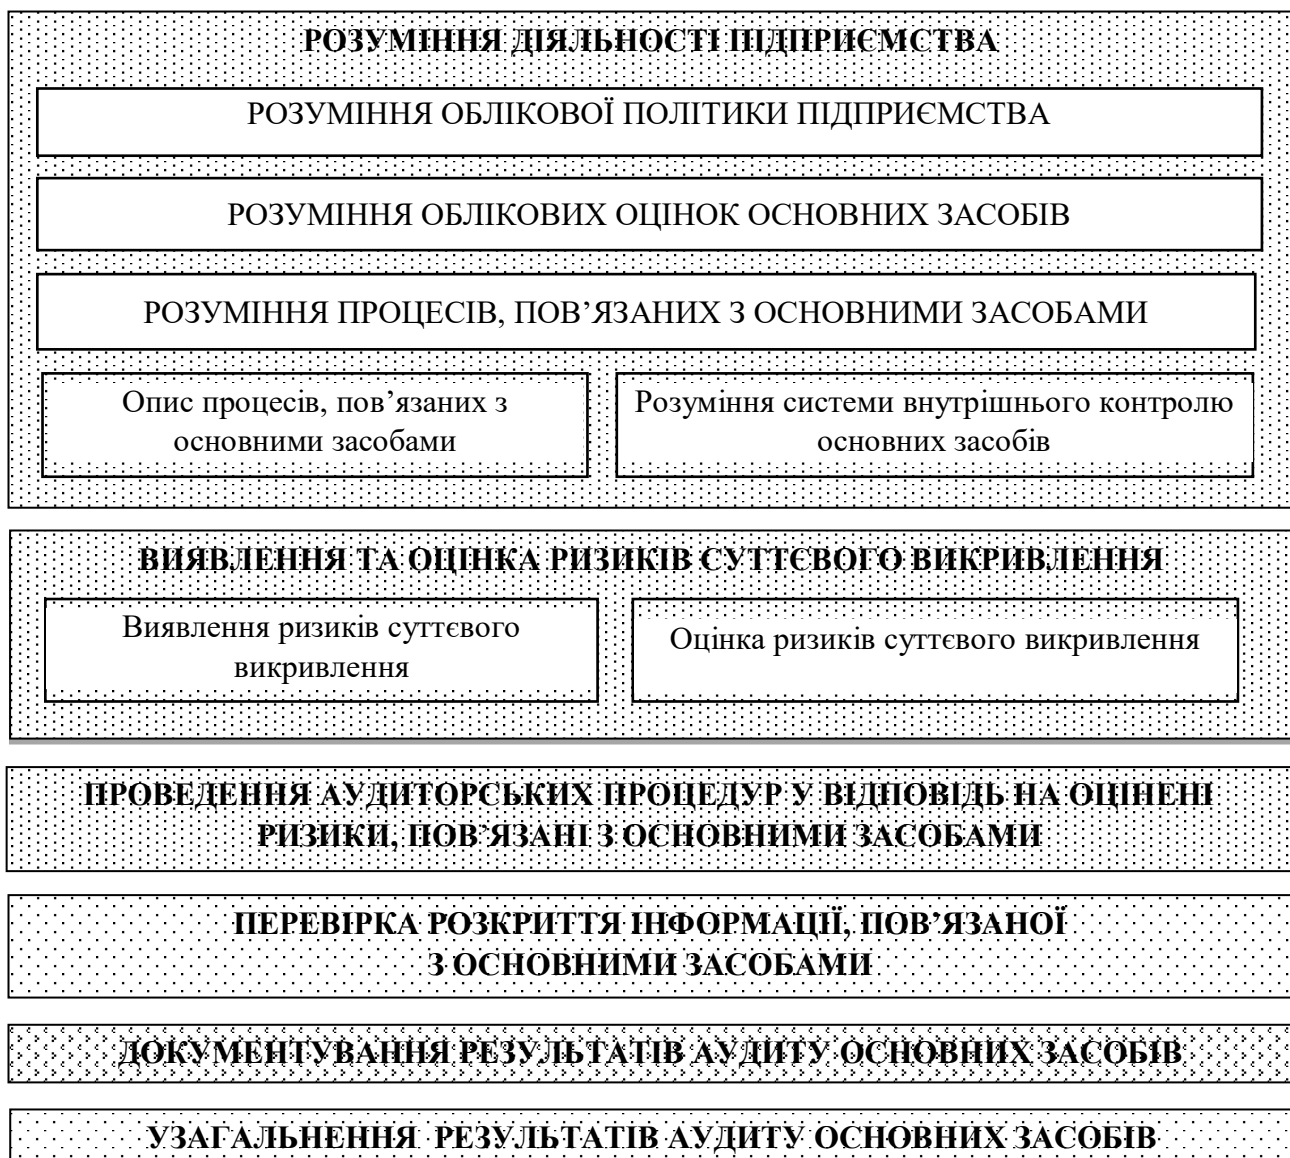 РОЗУМІННЯ ДІЯЛЬНОСТІ ПІДПРИЄМСТВА
РОЗУМІННЯ ОБЛІКОВОЇ ПОЛІТИКИ ПІДПРИЄМСТВА
РОЗУМІННЯ ОБЛІКОВИХ ОЦІНОК ОСНОВНИХ ЗАСОБІВ
РОЗУМІННЯ ПРОЦЕСІВ, ПОВ’ЯЗАНИХ З ОСНОВНИМИ ЗАСОБАМИ
Опис процесів, пов’язаних з
основними засобами
Розуміння системи внутрішнього контролю
основних засобів
ВИЯВЛЕННЯ ТА ОЦІНКА РИЗИКІВ СУТТЄВОГО ВИКРИВЛЕННЯ
Виявлення ризиків суттєвого
викривлення
Оцінка ризиків суттєвого викривлення
ПРОВЕДЕННЯ АУДИТОРСЬКИХ ПРОЦЕДУР У ВІДПОВІДЬ НА ОЦІНЕНІ
РИЗИКИ, ПОВ’ЯЗАНІ З ОСНОВНИМИ ЗАСОБАМИ
ПЕРЕВІРКА РОЗКРИТТЯ ІНФОРМАЦІЇ, ПОВ’ЯЗАНОЇ
З ОСНОВНИМИ ЗАСОБАМИ
ДОКУМЕНТУВАННЯ РЕЗУЛЬТАТІВ АУДИТУ ОСНОВНИХ ЗАСОБІВ
УЗАГАЛЬНЕННЯ РЕЗУЛЬТАТІВ АУДИТУ ОСНОВНИХ ЗАСОБІВ